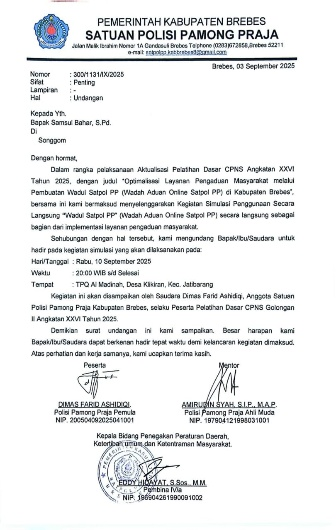 PEMERINTAH KABUPATEN BREBES
SATUAN POLISI PAMONG PRAJA
Jalan Malik Ibrahim Nomor 1A Gandasuli Brebes Telphone (0283)672658,Brebes 52211
e-mail: satpolpp.kabbrebes8@gmail.com
Brebes, 03 September 2025
Nomor : 300/1131/IX/2025
Sifat : Penting
Lampiran : -
Hal : Undangan
Kepada Yth.
Bapak Samsul Bahar, S.Pd.
Di
Songgom
Dengan hormat,
Dalam rangka pelaksanaan Aktualisasi Pelatihan Dasar CPNS Angkatan XXVI
Tahun 2025, dengan judul "Optimalisasi Layanan Pengaduan Masyarakat melalui
Pembuatan Wadul Satpol PP (Wadah Aduan Online Satpol PP) di Kabupaten Brebes",
bersama ini kami bermaksud menyelenggarakan Kegiatan Simulasi Penggunaan Secara
Langsung "Wadul Satpol PP" (Wadah Aduan Online Satpol PP) secara langsung sebagai
bagian dari implementasi layanan pengaduan masyarakat.
Sehubungan dengan hal tersebut, kami mengundang Bapak/Ibu/Saudara untuk
hadir pada kegiatan simulasi yang akan dilaksanakan pada:
Hari/Tanggal : Rabu, 10 September 2025
Waktu : 20:00 WIB s/d Selesai
Tempat : TPQ Al Madinah, Desa Klikiran, Kec. Jatibarang
Kegiatan ini akan disampaikan oleh Saudara Dimas Farid Ashidiqi, Anggota Satuan
Polisi Pamong Praja Kabupaten Brebes, selaku Peserta Pelatihan Dasar CPNS Golongan
II Angkatan XXVI Tahun 2025.
Demikian surat undangan ini kami sampaikan. Besar harapan kami
Bapak/Ibu/Saudara dapat berkenan hadir tepat waktu demi kelancaran kegiatan dimaksud.
Atas perhatian dan kerja samanya, kami ucapkan terima kasih.
Peserta Mentor
DIMAS FARID ASHIDIQI. AMIRUDIN SYAH, S.I.P., M.A.P.
Polisi Pamong Praja Pemula Polisi Pamong Praja Ahli Muda
NIP. 200504092025041001 NIP. 197904121998031001
Kepala Bidang Penegakan Peraturan Daerah,
Ketertiban umum dan Ketentraman Masyarakat.
EDDY HIDAYAT, S.Sos., M.M
Pembina IV/a
NIP. 196904261990091002